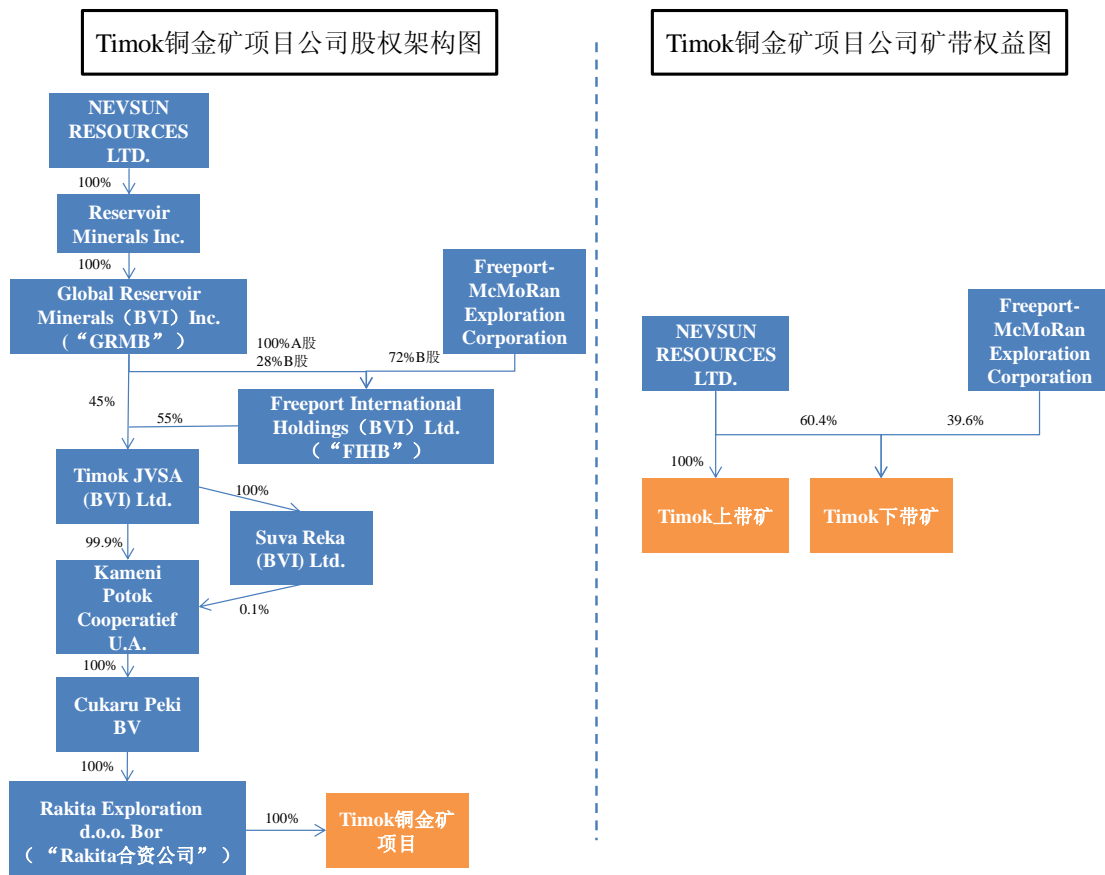 Timok铜金矿项目公司股权架构图
NEVSUN
RESOURCES
LTD.
100%
Reservoir
Minerals Inc.
100%
Global Reservoir
Minerals（BVI）Inc.
(“GRMB”)
Freeport-
McMoRan
Exploration
Corporation
100%A股
28%B股
72%B股
45%
55%
Freeport International
Holdings（BVI）Ltd.
(“FIHB”)
Timok JVSA
(BVI) Ltd.
100%
Suva Reka
(BVI) Ltd.
99.9%
0.1%
Kameni
Potok
Cooperatief
U.A.
100%
Cukaru Peki
BV
100%
Rakita Exploration
d.o.o. Bor
（“Rakita合资公司”）
100%
Timok铜金矿
项目
Timok铜金矿项目公司矿带权益图
NEVSUN
RESOURCES
LTD.
Freeport-
McMoRan
Exploration
Corporation
60.4%
39.6%
100%
Timok上带矿
Timok下带矿